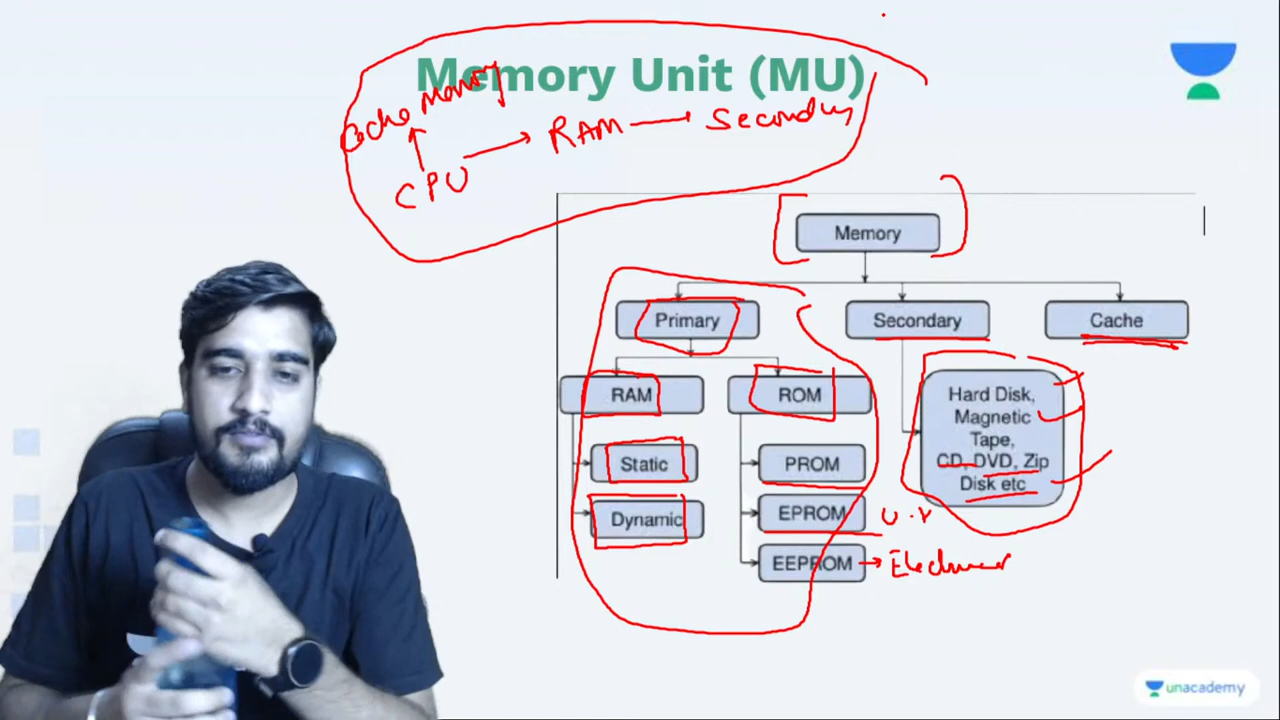 Memory Unit (MU)
Cache Memory
CPU → RAM → Secondary
Memory
Primary
Secondary
Cache
RAM
ROM
Hard Disk,
Magnetic
Tape,
CD, DVD, Zip
Disk etc
Static
PROM
Dynamic
EPROM
U.V
EEPROM
unacademy